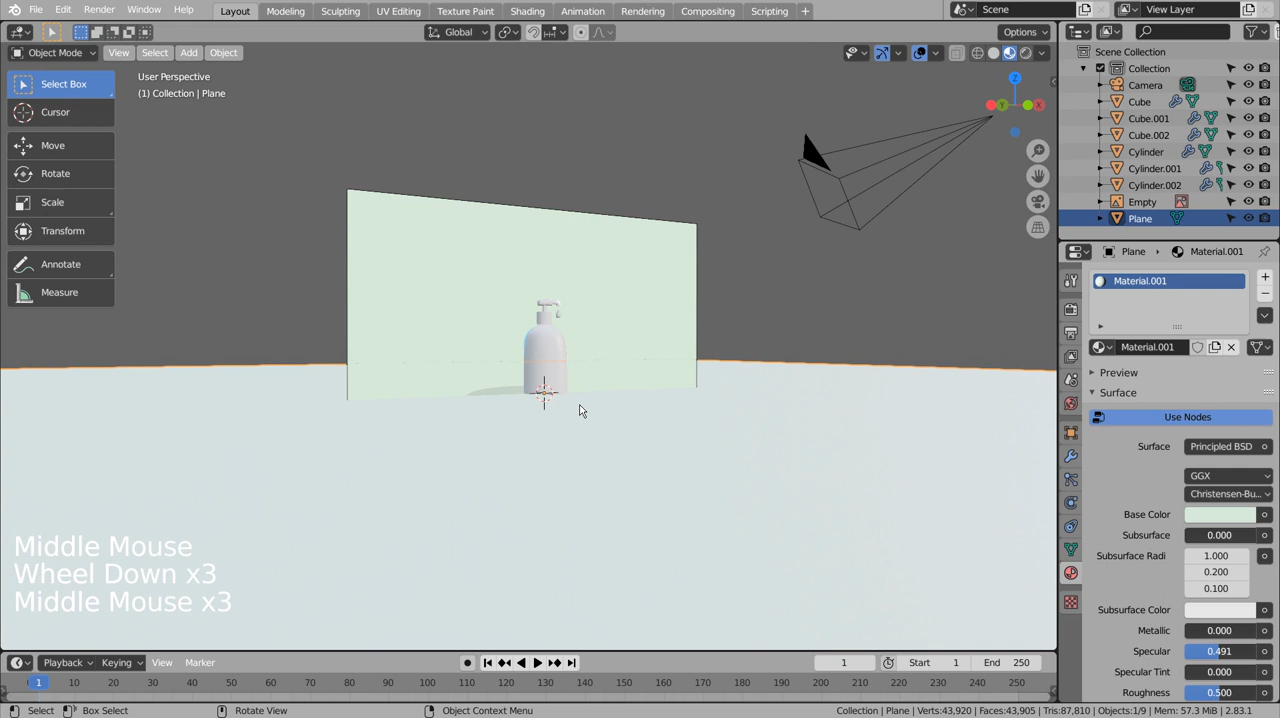 File Edit Render Window Help Layout Modeling Sculpting UV Editing Texture Paint Shading Animation Rendering Compositing Scripting + Scene View Layer
Global Options
Object Mode View Select Add Object
User Perspective
(1) Collection | Plane
Select Box
Cursor
Move
Rotate
Scale
Transform
Annotate
Measure
Z
Y
X
Middle Mouse
Wheel Down x3
Middle Mouse x3
Scene Collection
Collection
Camera
Cube
Cube.001
Cube.002
Cylinder
Cylinder.001
Cylinder.002
Empty
Plane
Plane > Material.001
Material.001
Material.001
Preview
Surface
Use Nodes
Surface Principled BSD
GGX
Christensen-Bu...
Base Color
Subsurface 0.000
Subsurface Radi 1.000
0.200
0.100
Subsurface Color
Metallic 0.000
Specular 0.491
Specular Tint 0.000
Roughness 0.500
Playback Keying View Marker 1 Start 1 End 250
1 10 20 30 40 50 60 70 80 90 100 110 120 130 140 150 160 170 180 190 200 210 220 230 240 250
Select Box Select Rotate View Object Context Menu Collection | Plane | Verts:43,920 | Faces:43,905 | Tris:87,810 | Objects:1/9 | Mem: 57.3 MiB | 2.83.1